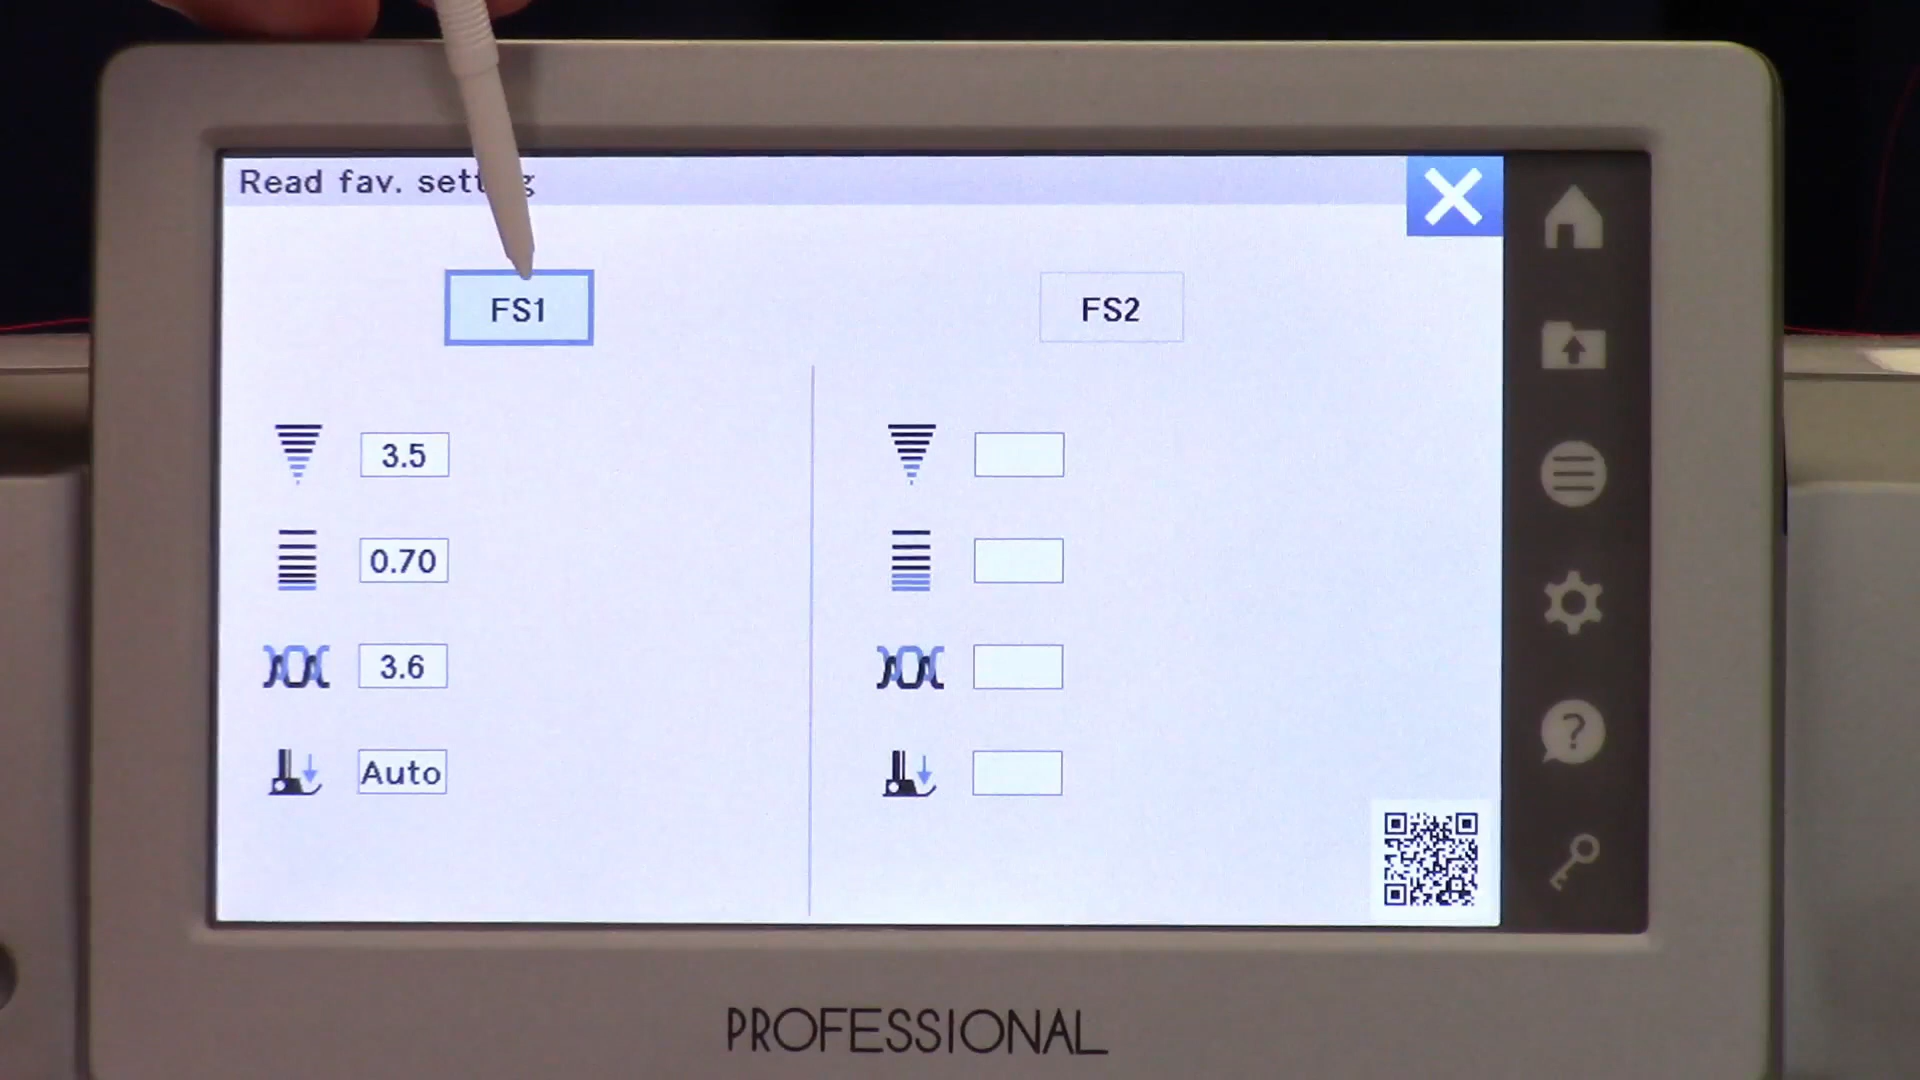 Read fav. sett g
FS1
FS2
3.5
0.70
3.6
Auto
?
PROFESSIONAL